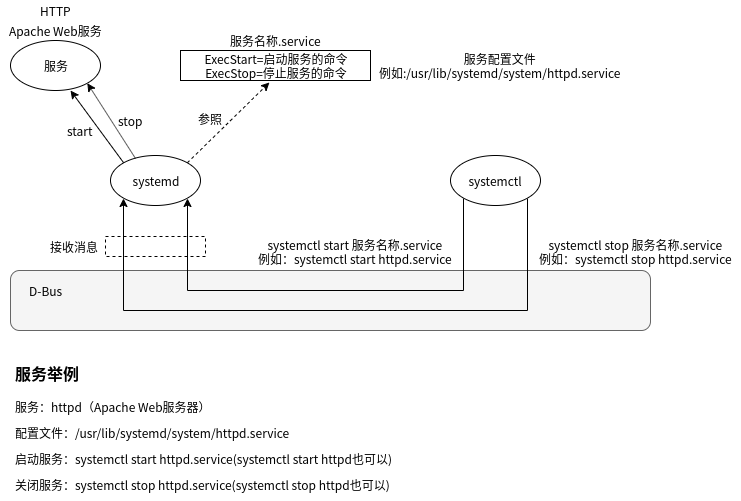 HTTP
Apache Web服务
服务
服务名称.service
ExecStart=启动服务的命令
ExecStop=停止服务的命令
服务配置文件
例如:/usr/lib/systemd/system/httpd.service
start
stop
参照
systemd
systemctl
接收消息
systemctl start 服务名称.service
例如：systemctl start httpd.service
systemctl stop 服务名称.service
例如：systemctl stop httpd.service
D-Bus
服务举例
服务：httpd（Apache Web服务器）
配置文件：/usr/lib/systemd/system/httpd.service
启动服务：systemctl start httpd.service(systemctl start httpd也可以)
关闭服务：systemctl stop httpd.service(systemctl stop httpd也可以)